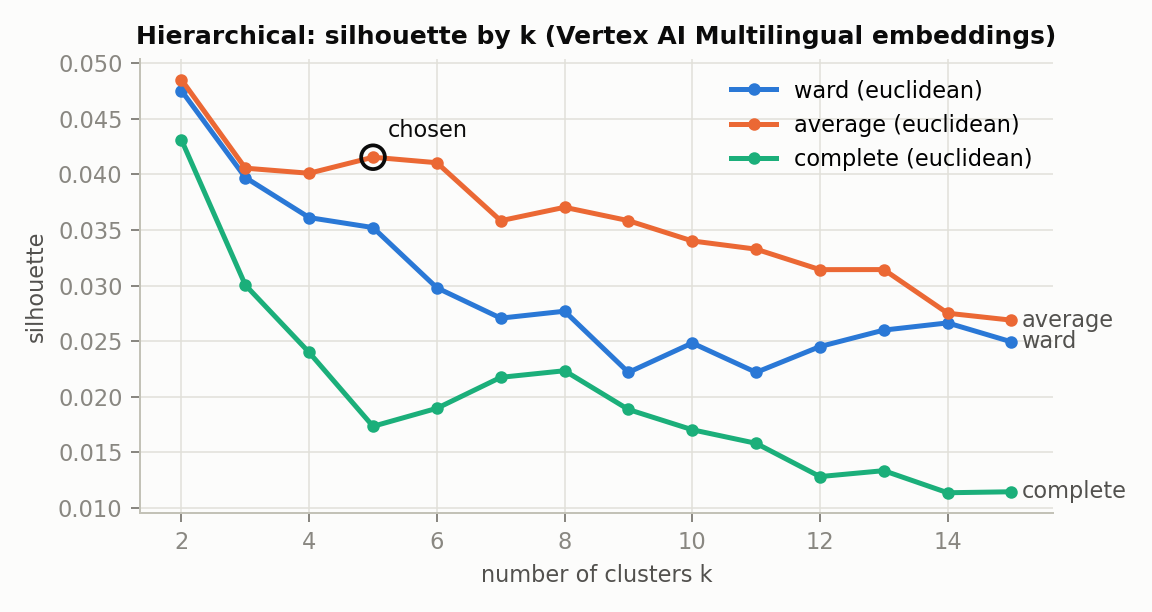 Hierarchical: silhouette by k (Vertex AI Multilingual embeddings)
0.050
0.045
0.040
0.035
0.030
0.025
0.020
0.015
0.010
silhouette
chosen
ward (euclidean)
average (euclidean)
complete (euclidean)
average
ward
complete
2 4 6 8 10 12 14
number of clusters k